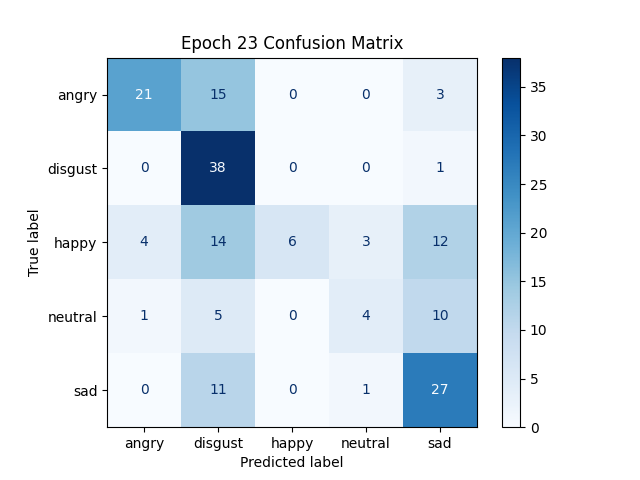 Epoch 23 Confusion Matrix
True label
angry 21 15 0 0 3
disgust 0 38 0 0 1
happy 4 14 6 3 12
neutral 1 5 0 4 10
sad 0 11 0 1 27
angry disgust happy neutral sad
Predicted label
35
30
25
20
15
10
5
0